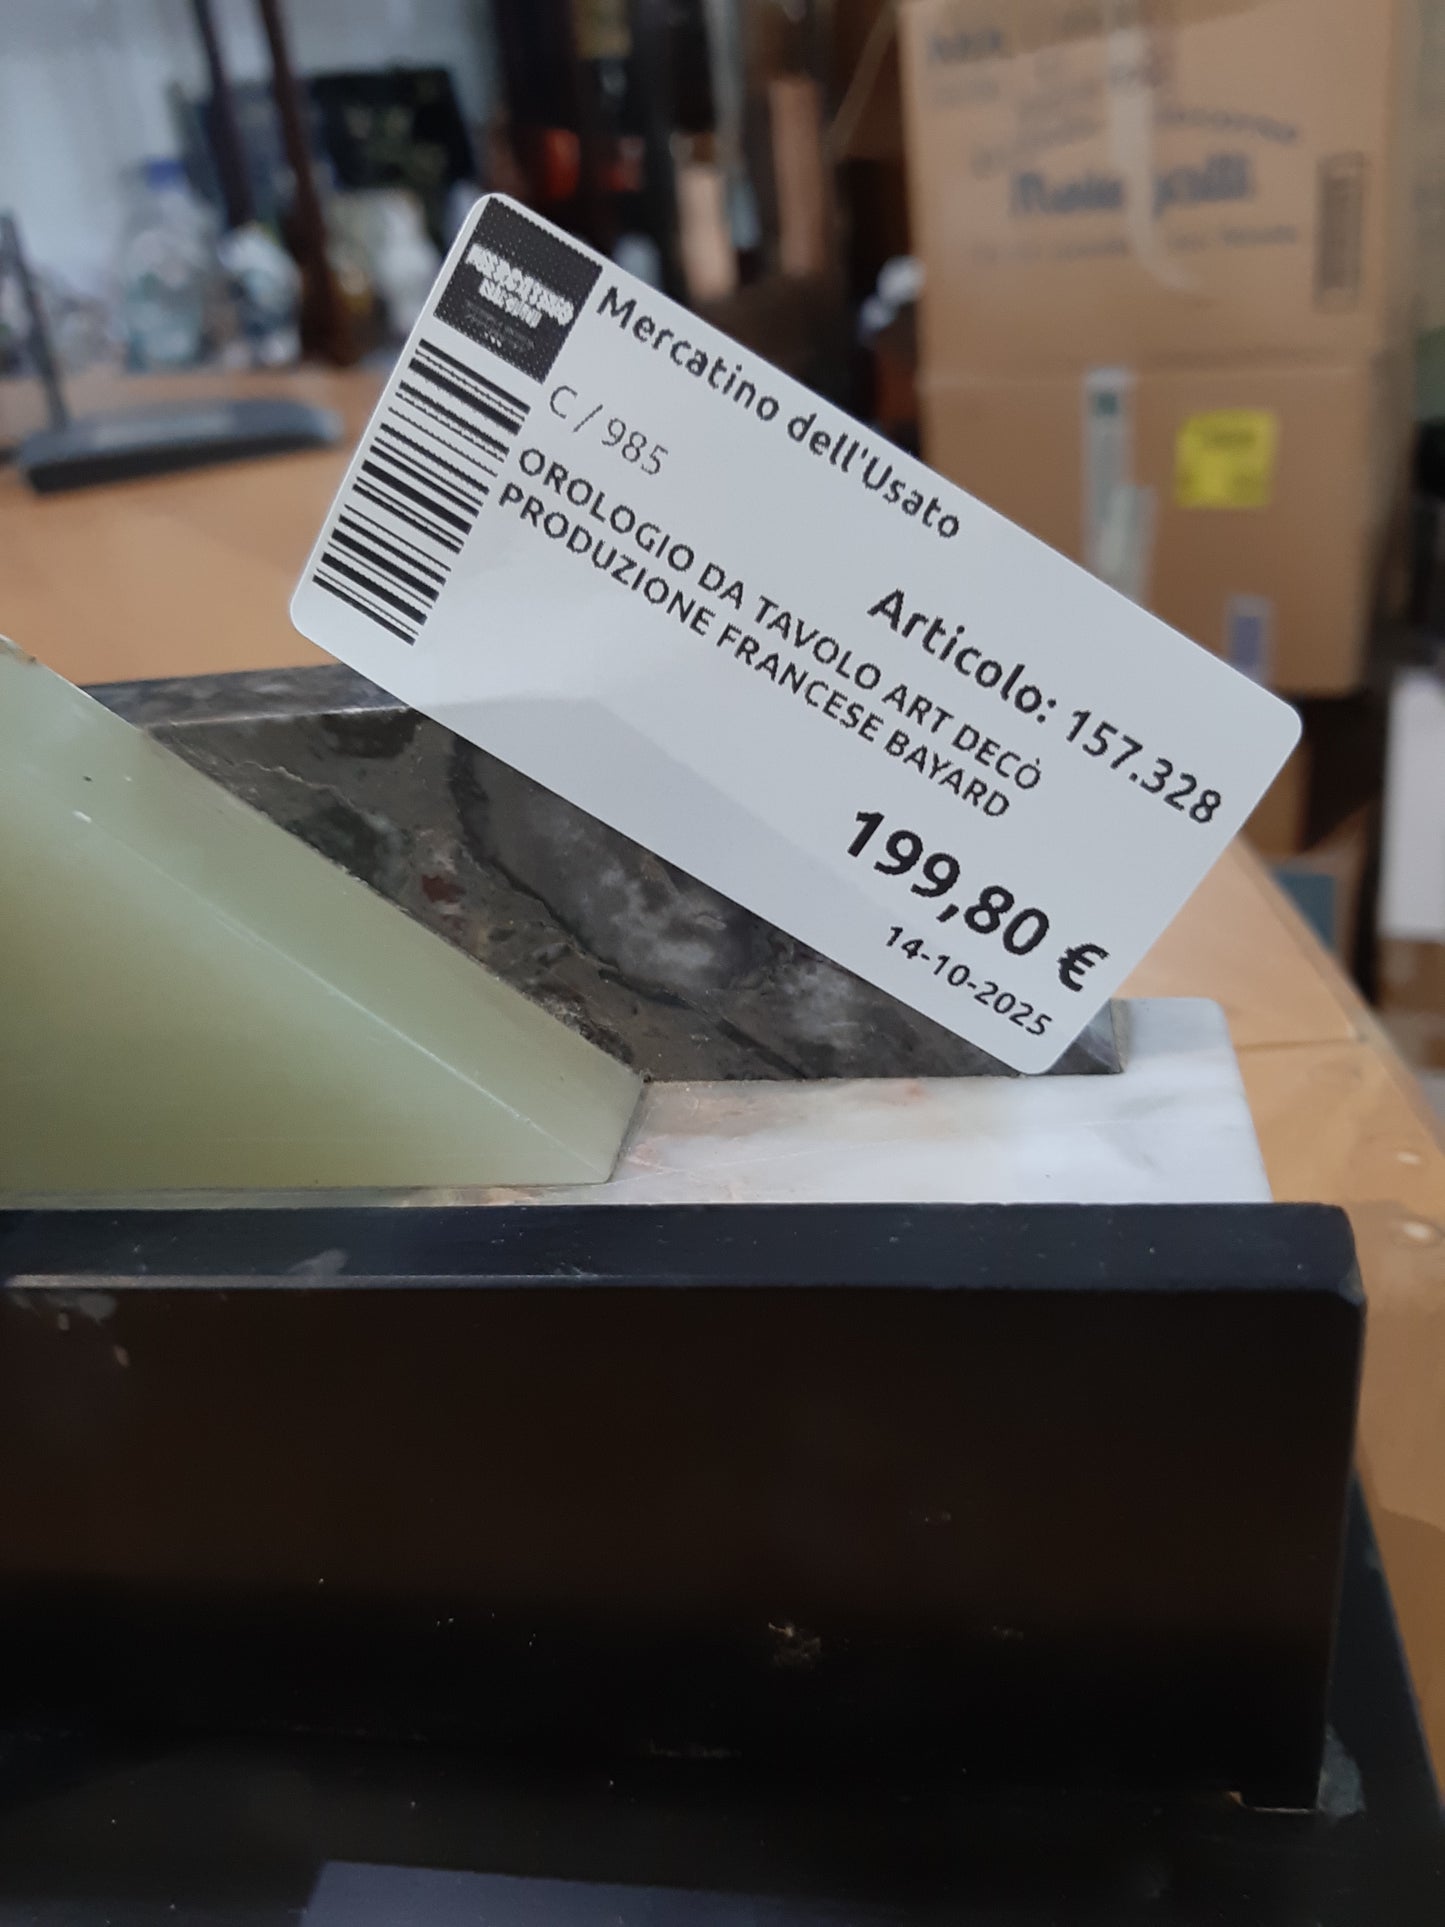 Mercatino dell'Usato
C / 985
Articolo: 157.328
OROLOGIO DA TAVOLO ART DECÒ
PRODUZIONE FRANCESE BAYARD
199,80 €
14-10-2025